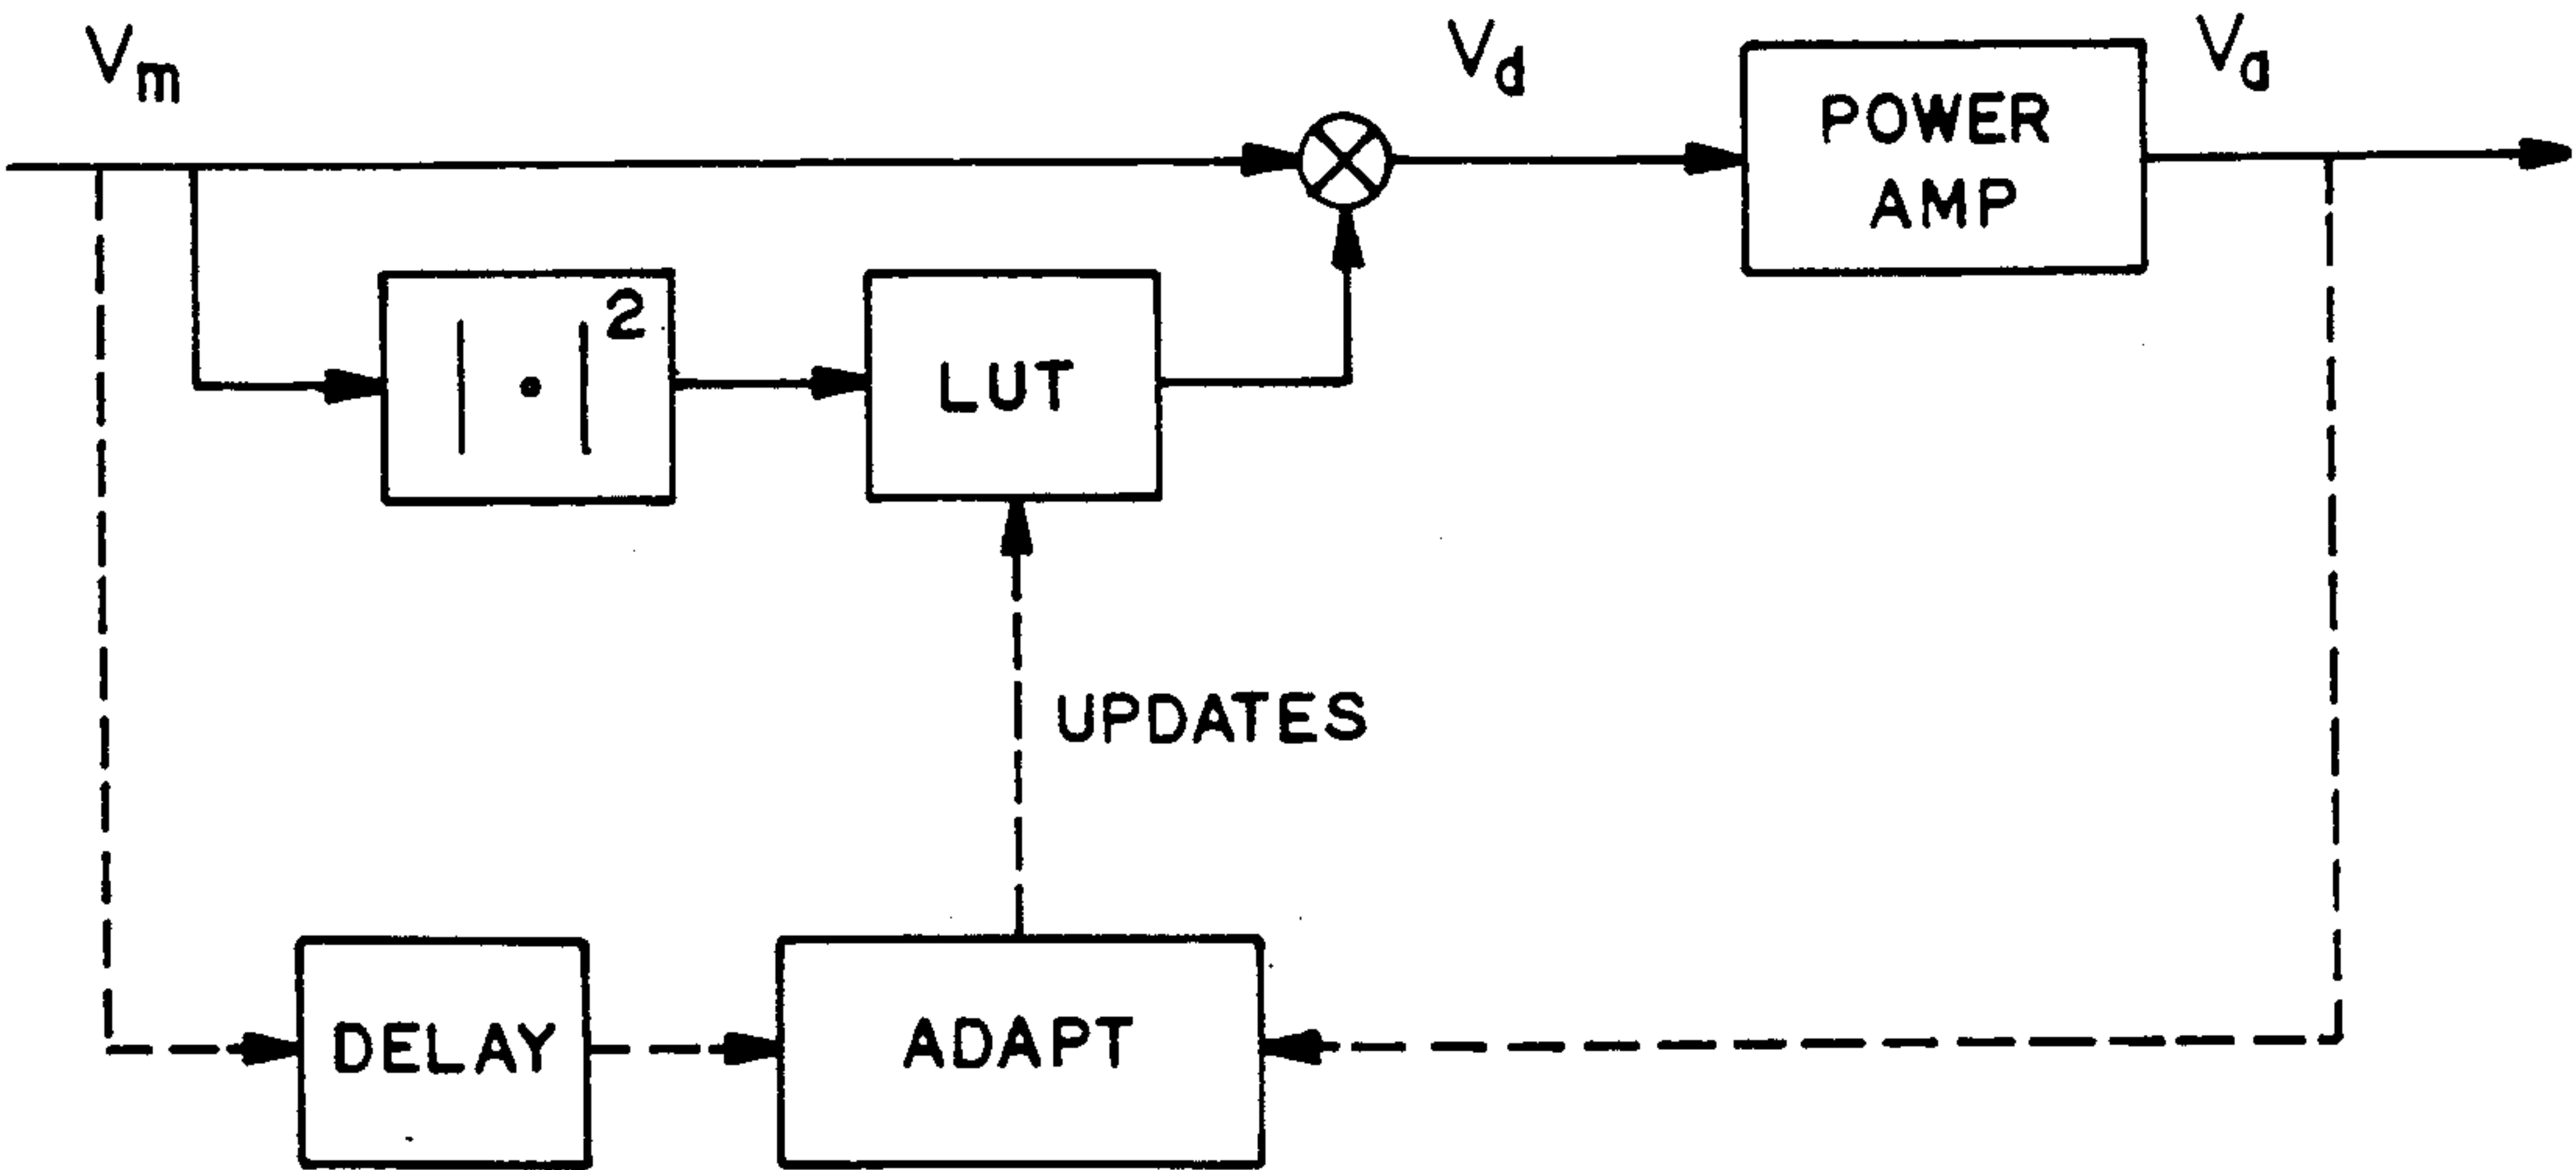 Vm
Vd
Va
POWER
AMP
| • |2
LUT
UPDATES
DELAY
ADAPT